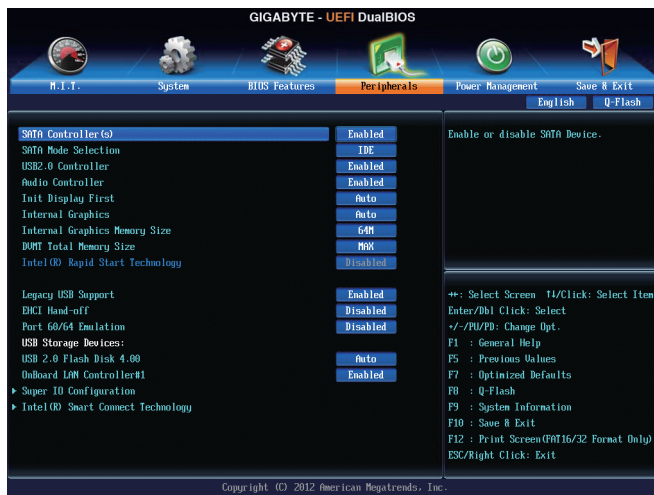 GIGABYTE - UEFI DualBIOS
M.I.T. System BIOS Features Peripherals Power Management Save & Exit
English Q-Flash
SATA Controller(s) Enabled
SATA Mode Selection IDE
USB2.0 Controller Enabled
Audio Controller Enabled
Init Display First Auto
Internal Graphics Auto
Internal Graphics Memory Size 64M
DVMT Total Memory Size MAX
Intel(R) Rapid Start Technology Disabled
Legacy USB Support Enabled
EHCI Hand-off Disabled
Port 60/64 Emulation Disabled
USB Storage Devices:
USB 2.0 Flash Disk 4.00 Auto
OnBoard LAN Controller#1 Enabled
Super IO Configuration
Intel(R) Smart Connect Technology
Enable or disable SATA Device.
↔: Select Screen ↑↓/Click: Select Item
Enter/Dbl Click: Select
+/-/PU/PD: Change Opt.
F1 : General Help
F5 : Previous Values
F7 : Optimized Defaults
F8 : Q-Flash
F9 : System Information
F10 : Save & Exit
F12 : Print Screen(FAT16/32 Format Only)
ESC/Right Click: Exit
Copyright (C) 2012 American Megatrends, Inc.